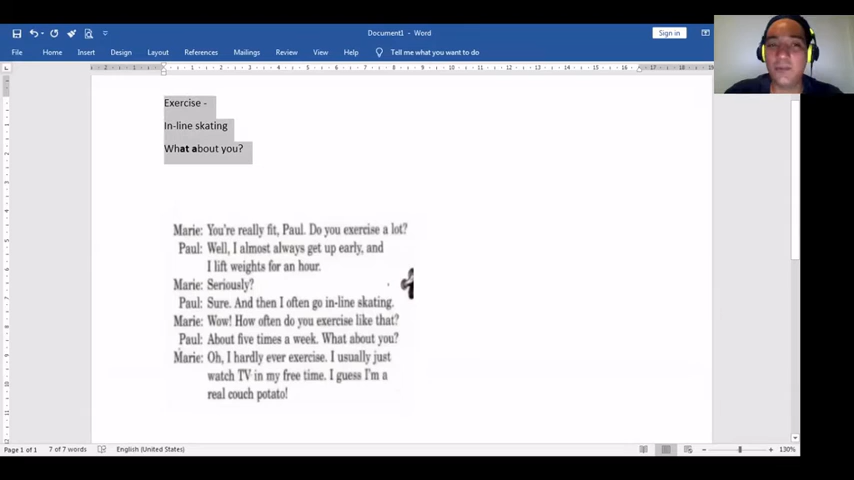 Document1 - Word
Sign in
File Home Insert Design Layout References Mailings Review View Help Tell me what you want to do
Exercise -
In-line skating
What about you?
Marie: You're really fit, Paul. Do you exercise a lot?
Paul: Well, I almost always get up early, and
I lift weights for an hour.
Marie: Seriously?
Paul: Sure. And then I often go in-line skating.
Marie: Wow! How often do you exercise like that?
Paul: About five times a week. What about you?
Marie: Oh, I hardly ever exercise. I usually just
watch TV in my free time. I guess I'm a
real couch potato!
Page 1 of 1 7 of 7 words English (United States) 130%